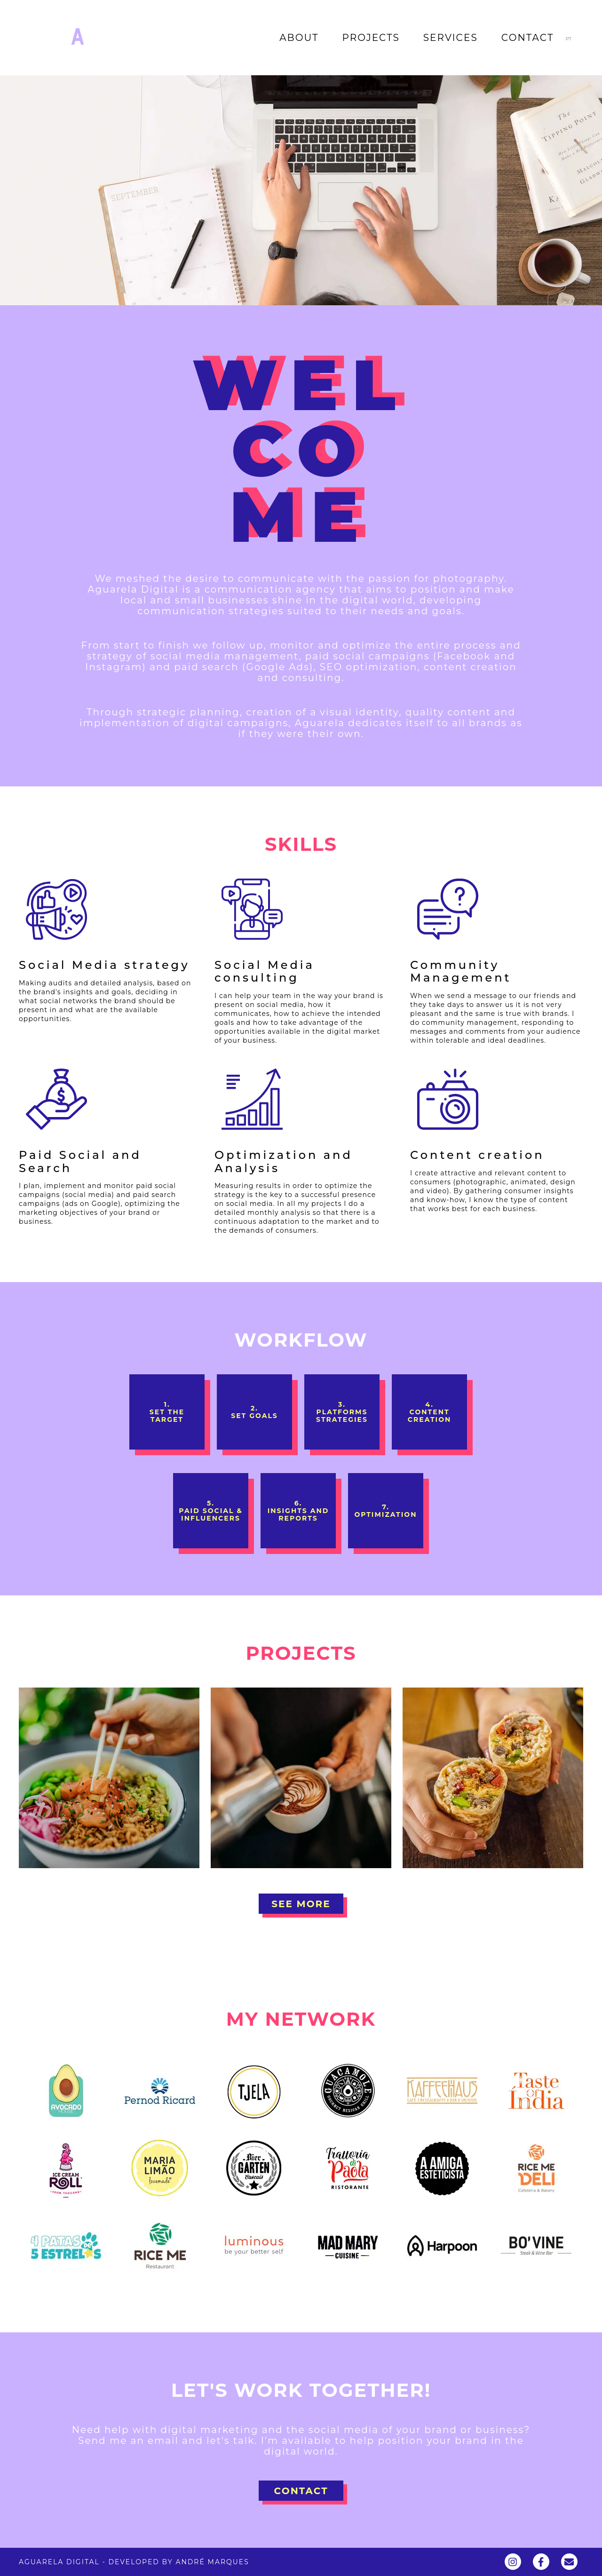 A
ABOUT PROJECTS SERVICES CONTACT
SEPTEMBER
The
TIPPING POINT
WEL
CO
ME
We meshed the desire to communicate with the passion for photography.
Aguarela Digital is a communication agency that aims to position and make
local and small businesses shine in the digital world, developing
communication strategies suited to their needs and goals.
From start to finish we follow up, monitor and optimize the entire process and
strategy of social media management, paid social campaigns (Facebook and
Instagram) and paid search (Google Ads), SEO optimization, content creation
and consulting.
Through strategic planning, creation of a visual identity, quality content and
implementation of digital campaigns, Aguarela dedicates itself to all brands as
if they were their own.
SKILLS
Social Media strategy
Making audits and detailed analysis, based on
the brand's insights and goals, deciding in
what social networks the brand should be
present in and what are the available
opportunities.
Social Media
consulting
I can help your team in the way your brand is
present on social media, how it
communicates, how to achieve the intended
goals and how to take advantage of the
opportunities available in the digital market
of your business.
Community
Management
When we send a message to our friends and
they take days to answer us it is not very
pleasant and the same is true with brands. I
do community management, responding to
messages and comments from your audience
within tolerable and ideal deadlines.
Paid Social and
Search
I plan, implement and monitor paid social
campaigns (social media) and paid search
campaigns (ads on Google), optimizing the
marketing objectives of your brand or
business.
Optimization and
Analysis
Measuring results in order to optimize the
strategy is the key to a successful presence
on social media. In all my projects I do a
detailed monthly analysis so that there is a
continuous adaptation to the market and to
the demands of consumers.
Content creation
I create attractive and relevant content to
consumers (photographic, animated, design
and video). By gathering consumer insights
and know-how, I know the type of content
that works best for each business.
WORKFLOW
1.
SET THE
TARGET
2.
SET GOALS
3.
PLATFORMS
STRATEGIES
4.
CONTENT
CREATION
5.
PAID SOCIAL &
INFLUENCERS
6.
INSIGHTS AND
REPORTS
7.
OPTIMIZATION
PROJECTS
SEE MORE
MY NETWORK
AVOCADO
HOUSE
Pernod Ricard
TJELA
GUACAMOLE
GOURMET MEXICAN GRILL
KAFFEEHAUS
Taste
OF
India
ICE CREAM
ROLL
MARIA
LIMÃO
lemonade
Bier
GARTEN
Trattoria
di
Paola
RISTORANTE
A AMIGA
ESTETICISTA
RICE ME
DELI
Cafeteria & Bakery
4 PATAS
5 ESTRELAS
RICE ME
Restaurant
luminous
be your better self
MAD MARY
CUISINE
Harpoon
BO'VINE
Steak & Wine Bar
LET'S WORK TOGETHER!
Need help with digital marketing and the social media of your brand or business?
Send me an email and let's talk. I'm available to help position your brand in the
digital world.
CONTACT
AGUARELA DIGITAL - DEVELOPED BY ANDRÉ MARQUES